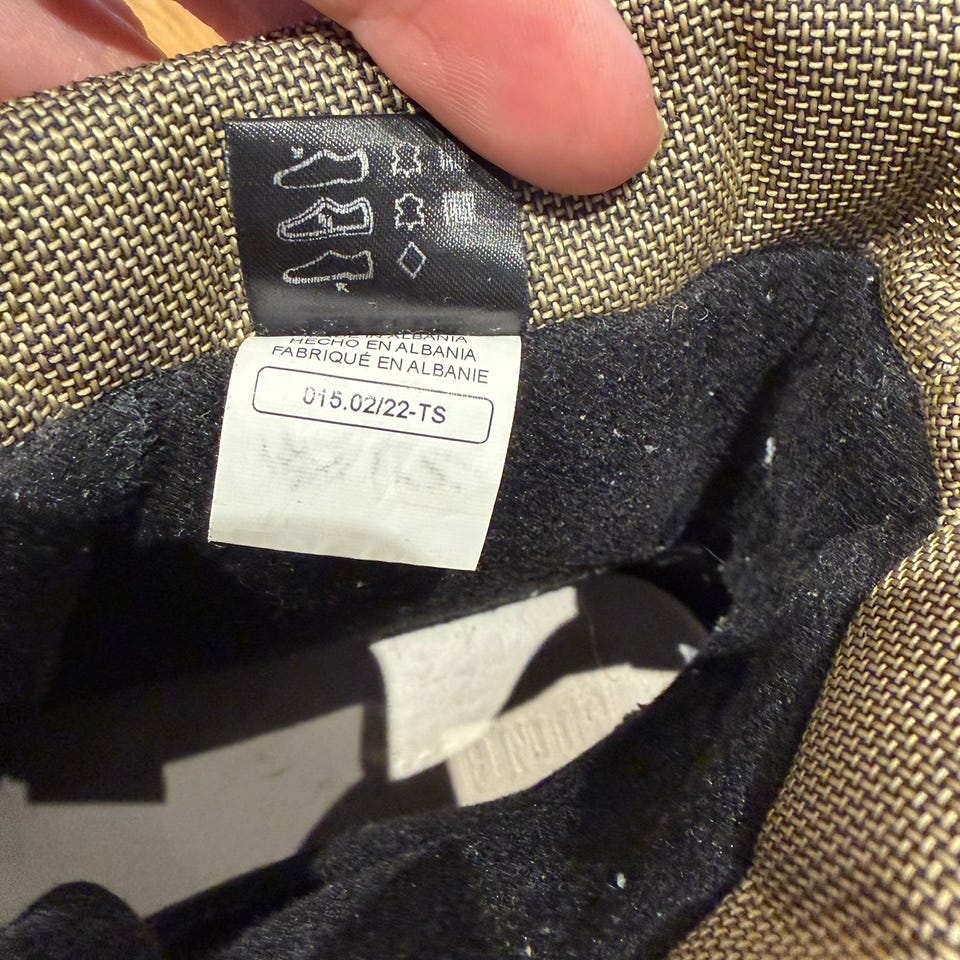 HECHO EN ALBANIA
FABRIQUÉ EN ALBANIE
015.02/22-TS